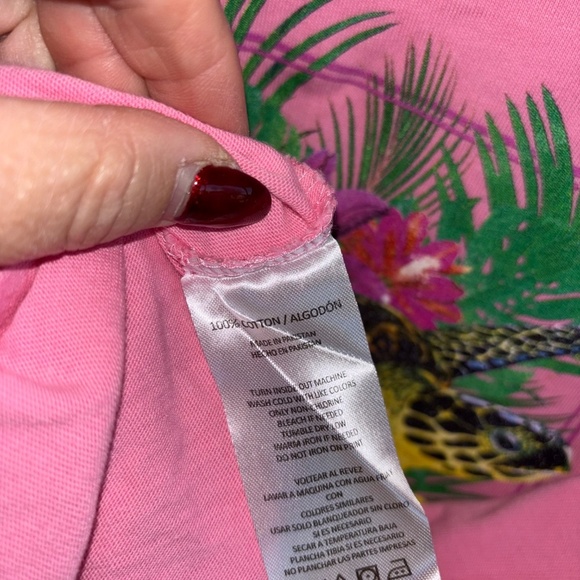 100% COTTON / ALGODÓN
MADE IN PAKISTAN
HECHO EN PAKISTAN
TURN INSIDE OUT MACHINE
WASH COLD WITH LIKE COLORS
ONLY NON-CHLORINE
BLEACH IF NEEDED
TUMBLE DRY LOW
WARM IRON IF NEEDED
DO NOT IRON ON PRINT
VOLTEAR AL REVEZ
LAVAR A MAQUINA CON AGUA FRAY
CON
COLORES SIMILARES
USAR SOLO BLANQUEADOR SIN CLORO
SI ES NECESARIO
SECAR A TEMPERATURA BAJA
PLANCHA TIBIA SI ES NECESARIO
NO PLANCHAR LAS PARTES IMPRESAS